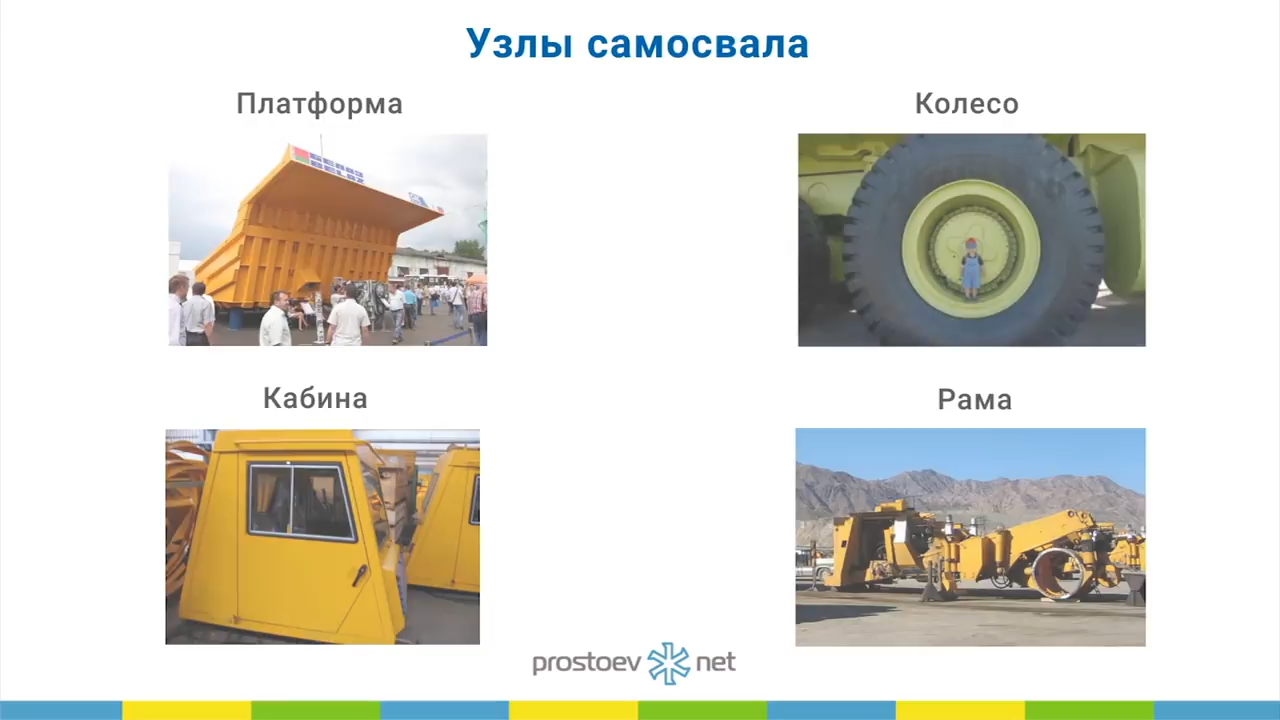 Узлы самосвала
Платформа
Колесо
Кабина
Рама
prostoev net